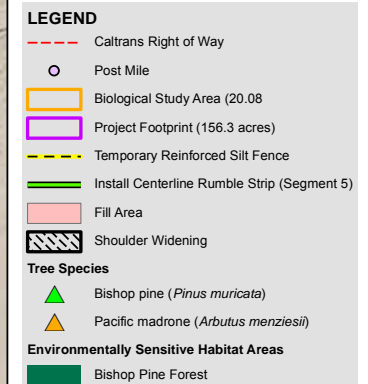 LEGEND
Caltrans Right of Way
Post Mile
Biological Study Area (20.08
Project Footprint (156.3 acres)
Temporary Reinforced Silt Fence
Install Centerline Rumble Strip (Segment 5)
Fill Area
Shoulder Widening
Tree Species
Bishop pine (Pinus muricata)
Pacific madrone (Arbutus menziesii)
Environmentally Sensitive Habitat Areas
Bishop Pine Forest